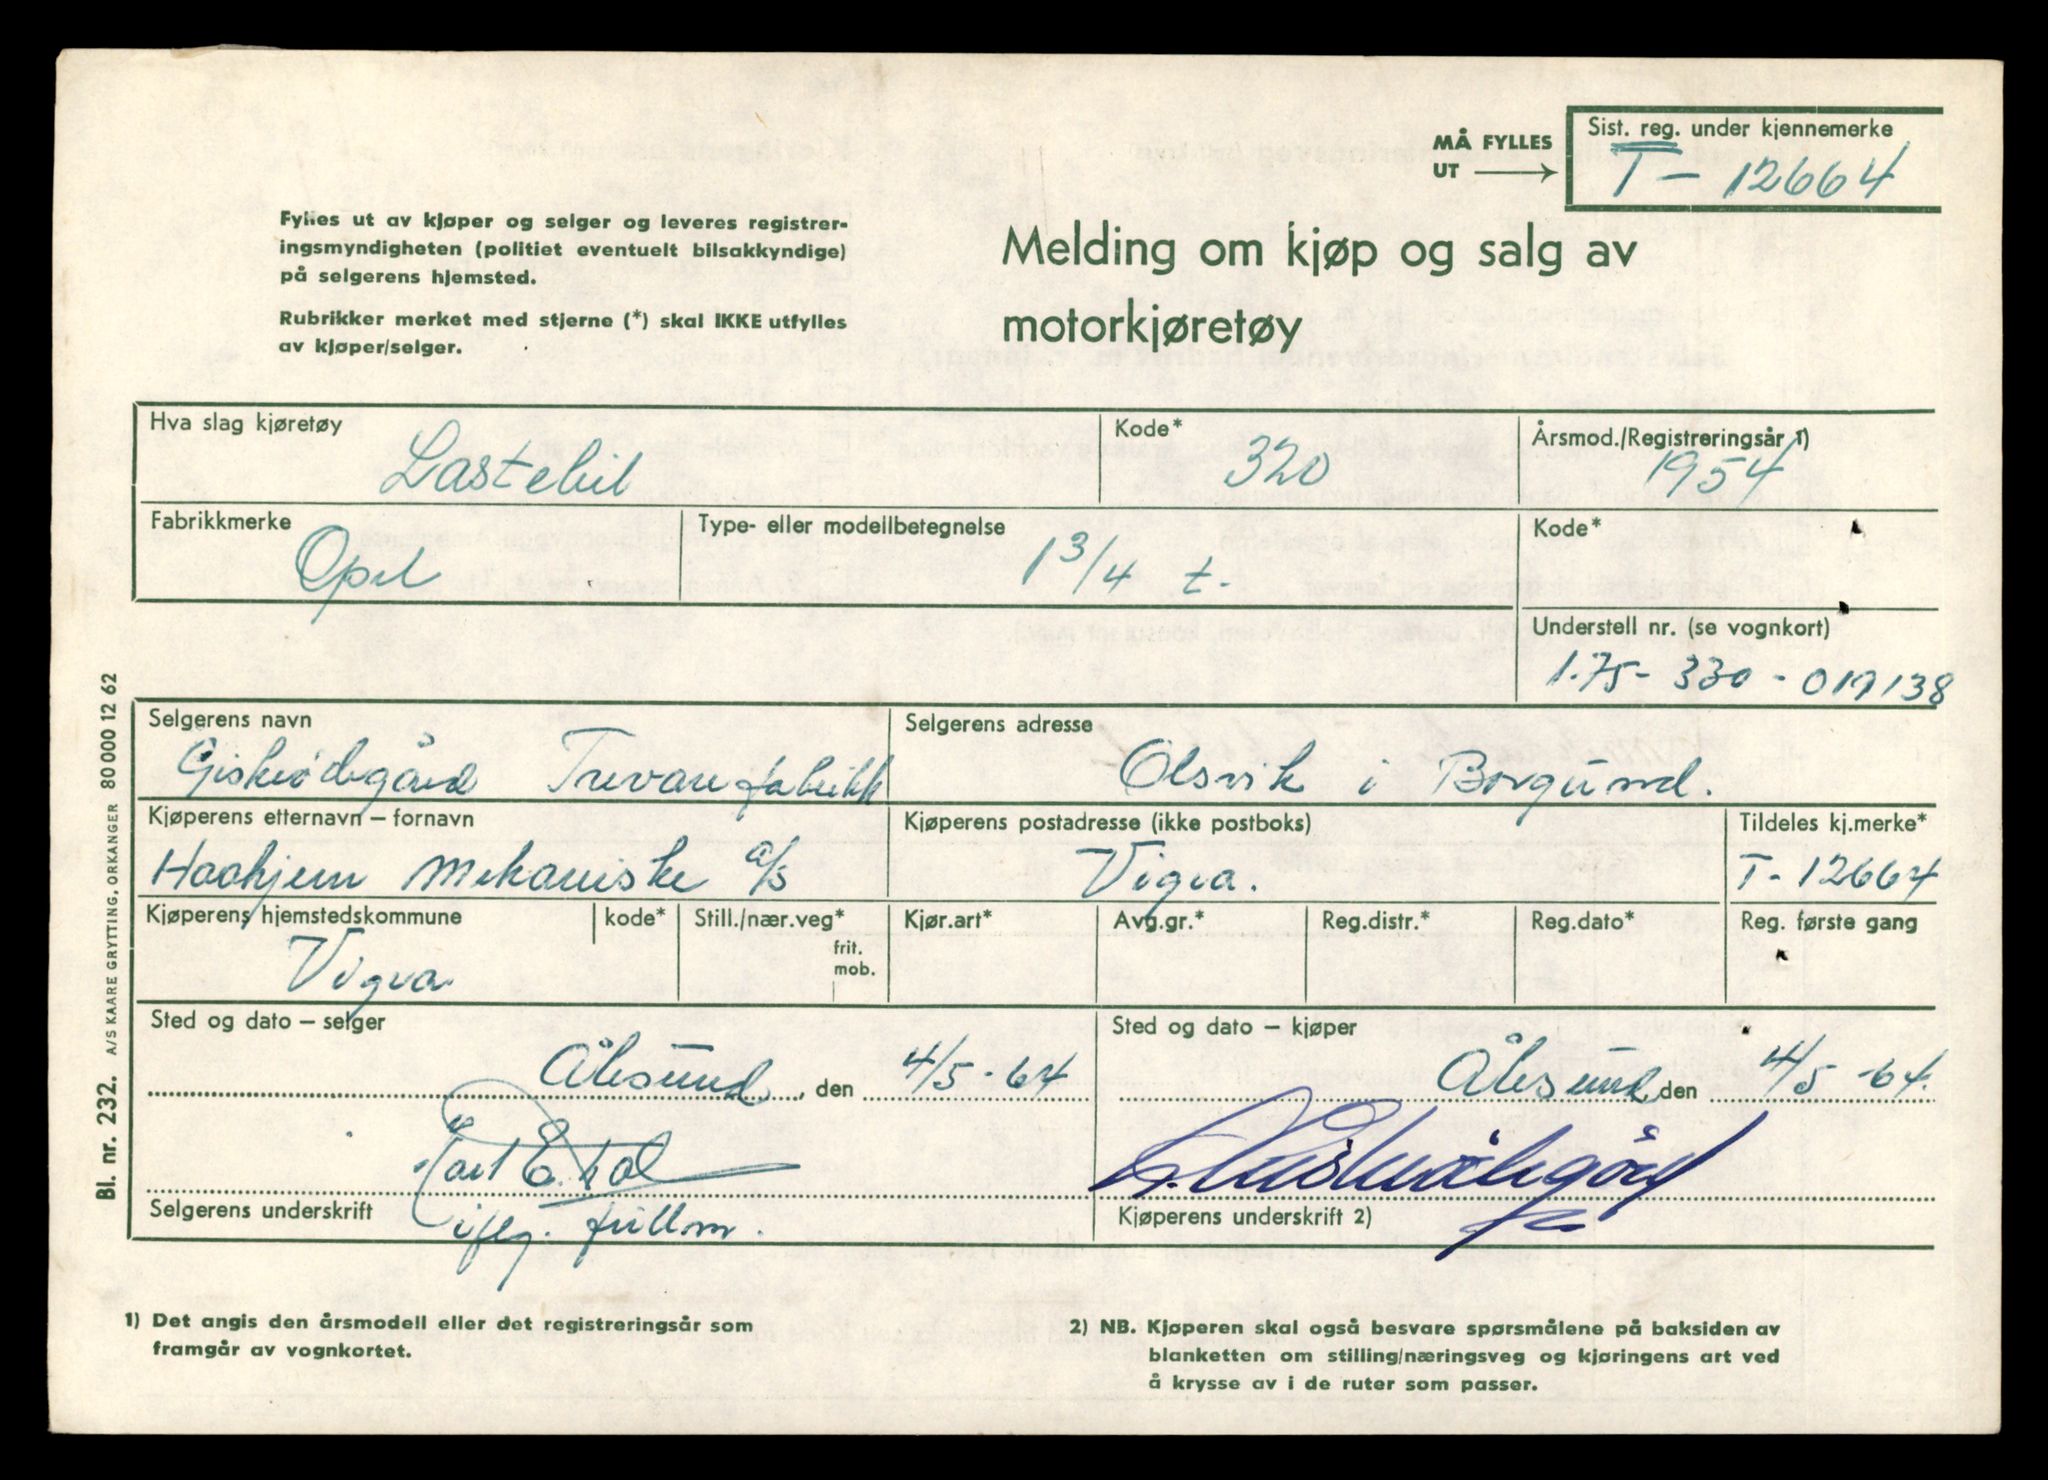 MÅ FYLLES
UT
Sist. reg. under kjennemerke
T - 12664
Fylles ut av kjøper og selger og leveres registrer-
ingsmyndigheten (politiet eventuelt bilsakkyndige)
på selgerens hjemsted.
Rubrikker merket med stjerne (*) skal IKKE utfylles
av kjøper/selger.
Melding om kjøp og salg av
motorkjøretøy
Hva slag kjøretøy
Lastebil
Kode*
320
Årsmod./Registreringsår 1)
1954
Fabrikkmerke
Opel
Type- eller modellbetegnelse
1 3/4 t.
Kode*
Understell nr. (se vognkort)
1.75- 330 - 017138
Selgerens navn
Giskeødegård Trevarefabrikk
Selgerens adresse
Olsvik i Borgund.
Kjøperens etternavn – fornavn
Haahjem Mekaniske a/s
Kjøperens postadresse (ikke postboks)
Vigra.
Tildeles kj.merke*
T- 12664
Kjøperens hjemstedskommune
Vigra
kode*
Still./nær.veg*
frit.
mob.
Kjør.art*
Avg.gr.*
Reg.distr.*
Reg.dato*
Reg. første gang
Sted og dato – selger
Ålesund, den 4/5 - 64
Sted og dato – kjøper
Ålesund, den 4/5 -64.
Selgerens underskrift
iflg. fullm.
Kjøperens underskrift 2)
1) Det angis den årsmodell eller det registreringsår som
framgår av vognkortet.
2) NB. Kjøperen skal også besvare spørsmålene på baksiden av
blanketten om stilling/næringsveg og kjøringens art ved
å krysse av i de ruter som passer.
Bl. nr. 232. A/S KAARE GRYTTING, ORKANGER 80 000 12 62